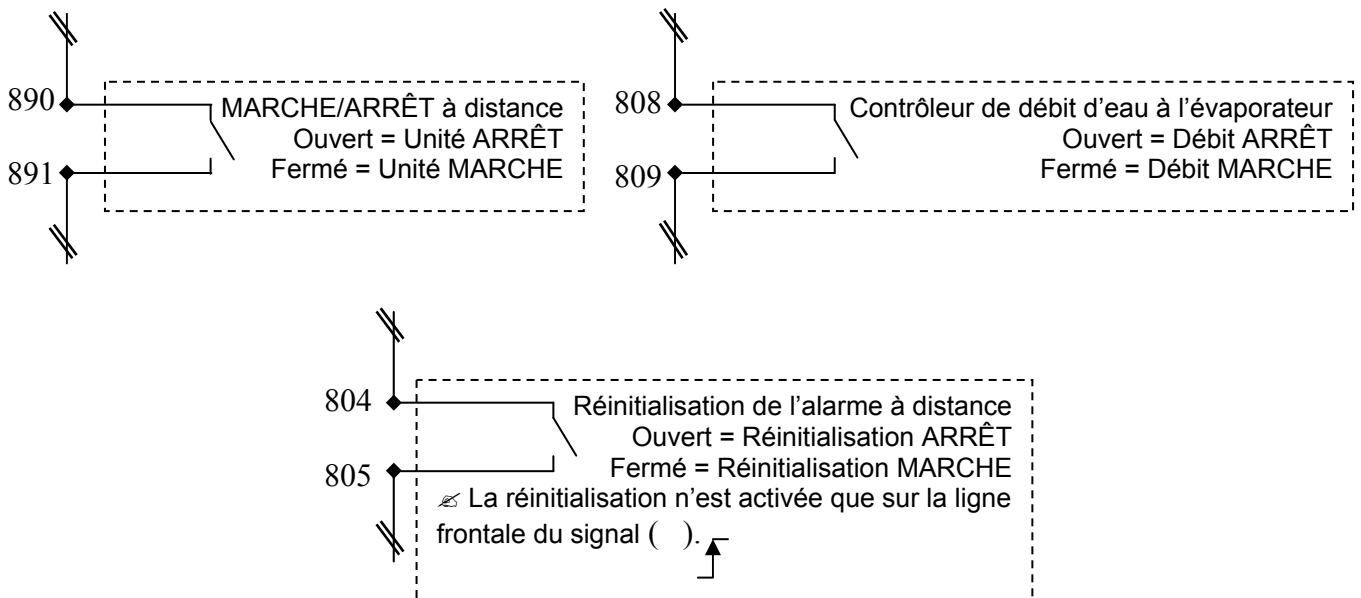 890
MARCHE/ARRÊT à distance
Ouvert = Unité ARRÊT
891
Fermé = Unité MARCHE
808
Contrôleur de débit d’eau à l’évaporateur
Ouvert = Débit ARRÊT
809
Fermé = Débit MARCHE
804
Réinitialisation de l’alarme à distance
Ouvert = Réinitialisation ARRÊT
805
Fermé = Réinitialisation MARCHE
✍ La réinitialisation n’est activée que sur la ligne
frontale du signal ( ).